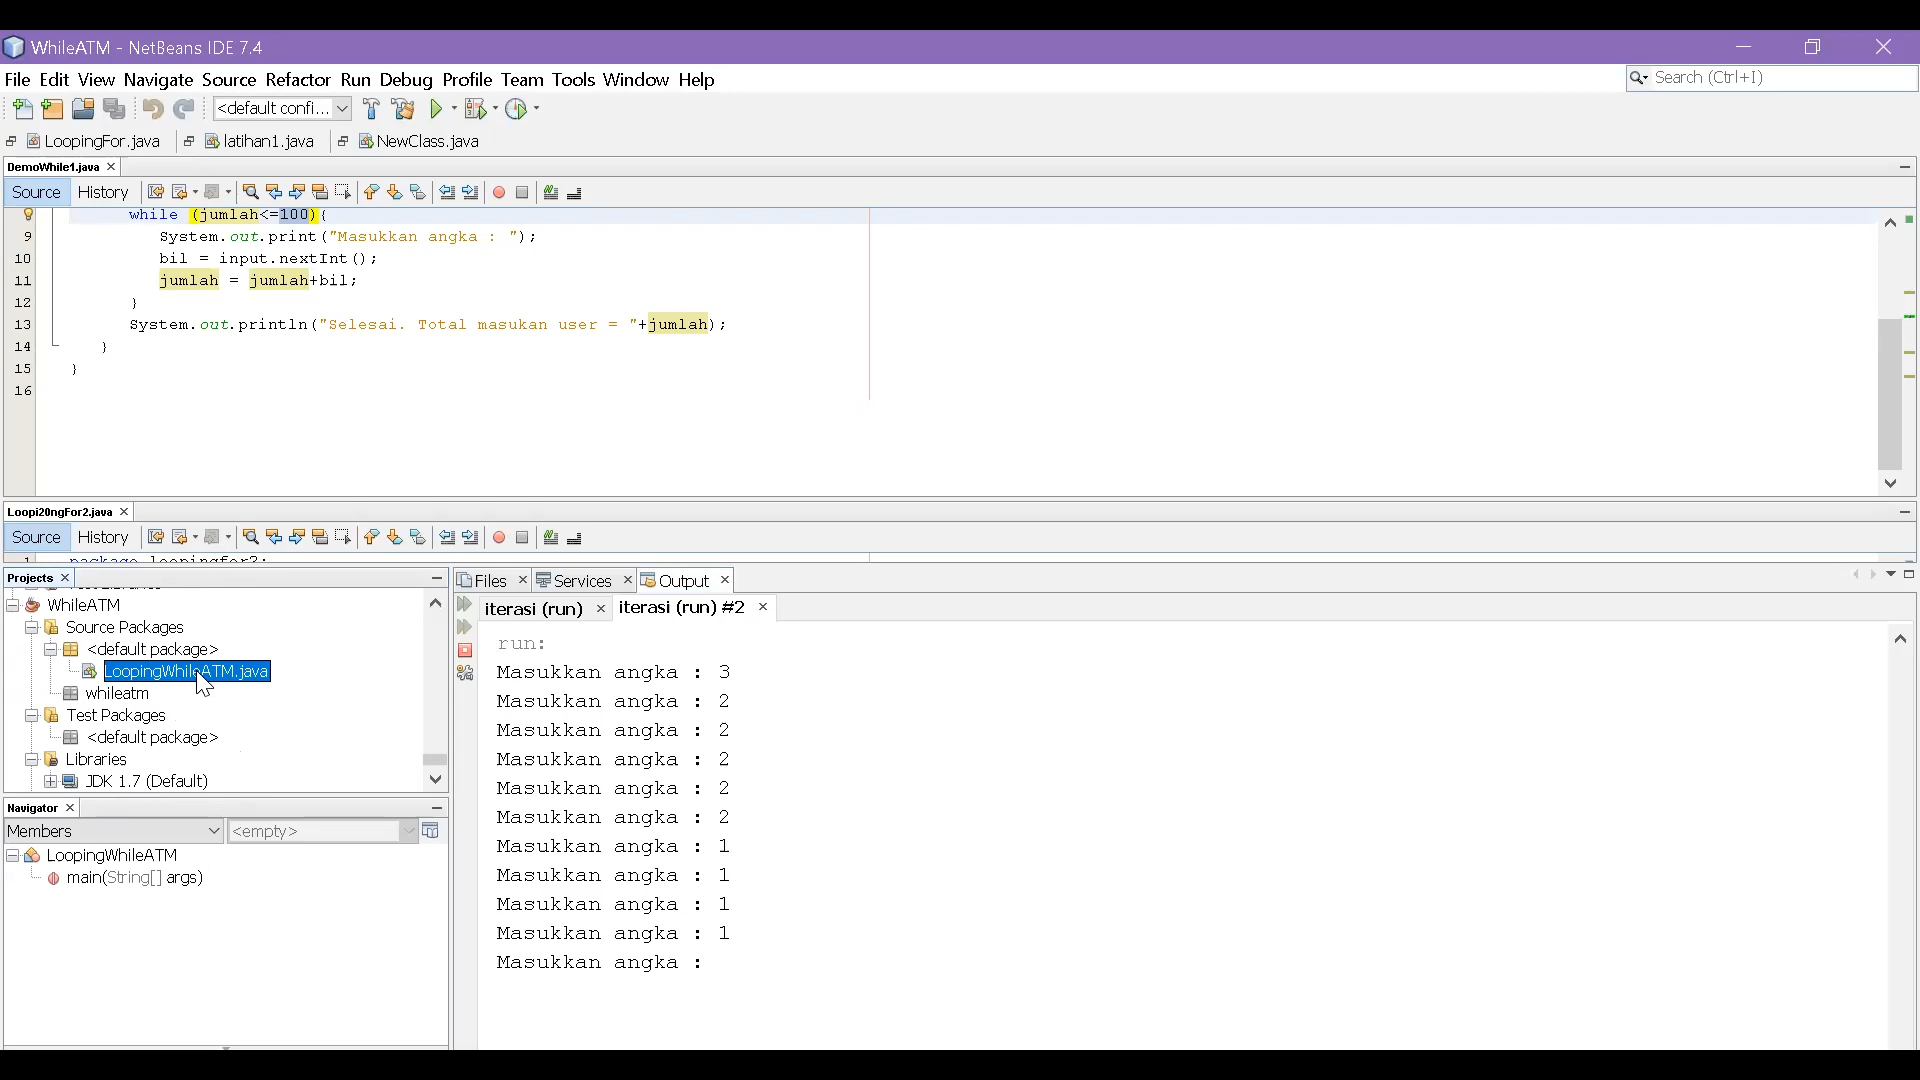 WhileATM - NetBeans IDE 7.4
File Edit View Navigate Source Refactor Run Debug Profile Team Tools Window Help
Search (Ctrl+I)
<default confi...
LoopingFor.java latihan1.java NewClass.java
DemoWhile1.java
Source History
while (jumlah<=100){
9 System.out.print("Masukkan angka : ");
10 bil = input.nextInt();
11 jumlah = jumlah+bil;
12 }
13 System.out.println("Selesai. Total masukan user = "+jumlah);
14 }
15 }
16
Loopi20ngFor2.java
Source History
1 package loopingfor2;
Projects
WhileATM
Source Packages
<default package>
LoopingWhileATM.java
whileatm
Test Packages
<default package>
Libraries
JDK 1.7 (Default)
Navigator
Members <empty>
LoopingWhileATM
main(String[] args)
Files Services Output
iterasi (run) iterasi (run) #2
run:
Masukkan angka : 3
Masukkan angka : 2
Masukkan angka : 2
Masukkan angka : 2
Masukkan angka : 2
Masukkan angka : 2
Masukkan angka : 1
Masukkan angka : 1
Masukkan angka : 1
Masukkan angka : 1
Masukkan angka :